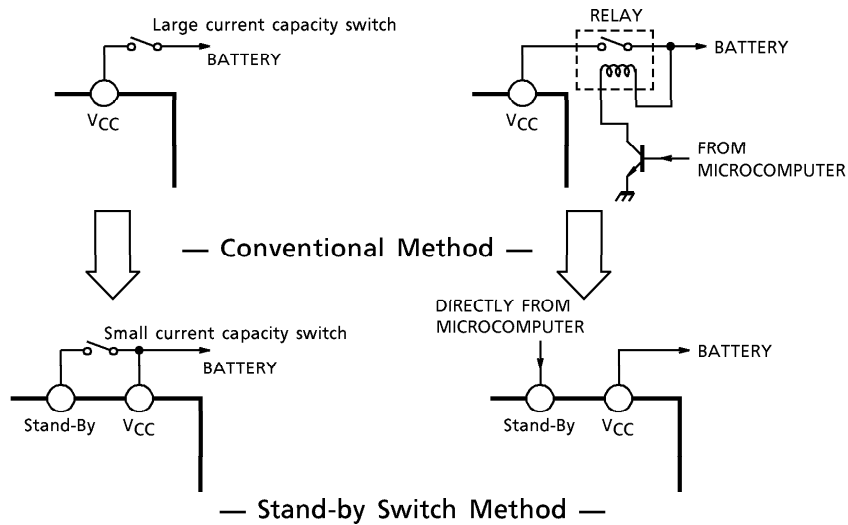 Large current capacity switch
BATTERY
VCC
RELAY
BATTERY
VCC
FROM
MICROCOMPUTER
— Conventional Method —
Small current capacity switch
BATTERY
Stand-By
VCC
DIRECTLY FROM
MICROCOMPUTER
BATTERY
Stand-By
VCC
— Stand-by Switch Method —